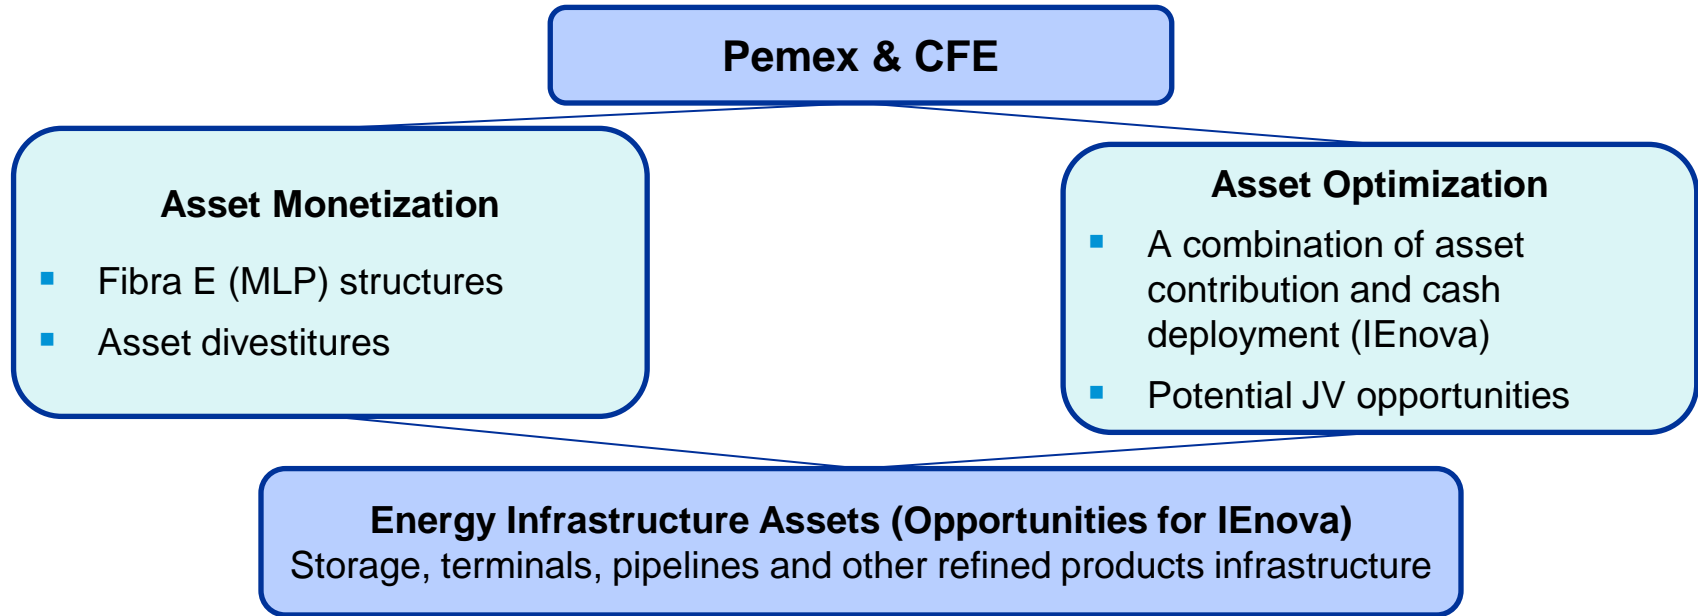 Pemex & CFE
Asset Monetization
Fibra E (MLP) structures
Asset divestitures
Asset Optimization
A combination of asset
contribution and cash
deployment (IEnova)
Potential JV opportunities
Energy Infrastructure Assets (Opportunities for IEnova)
Storage, terminals, pipelines and other refined products infrastructure